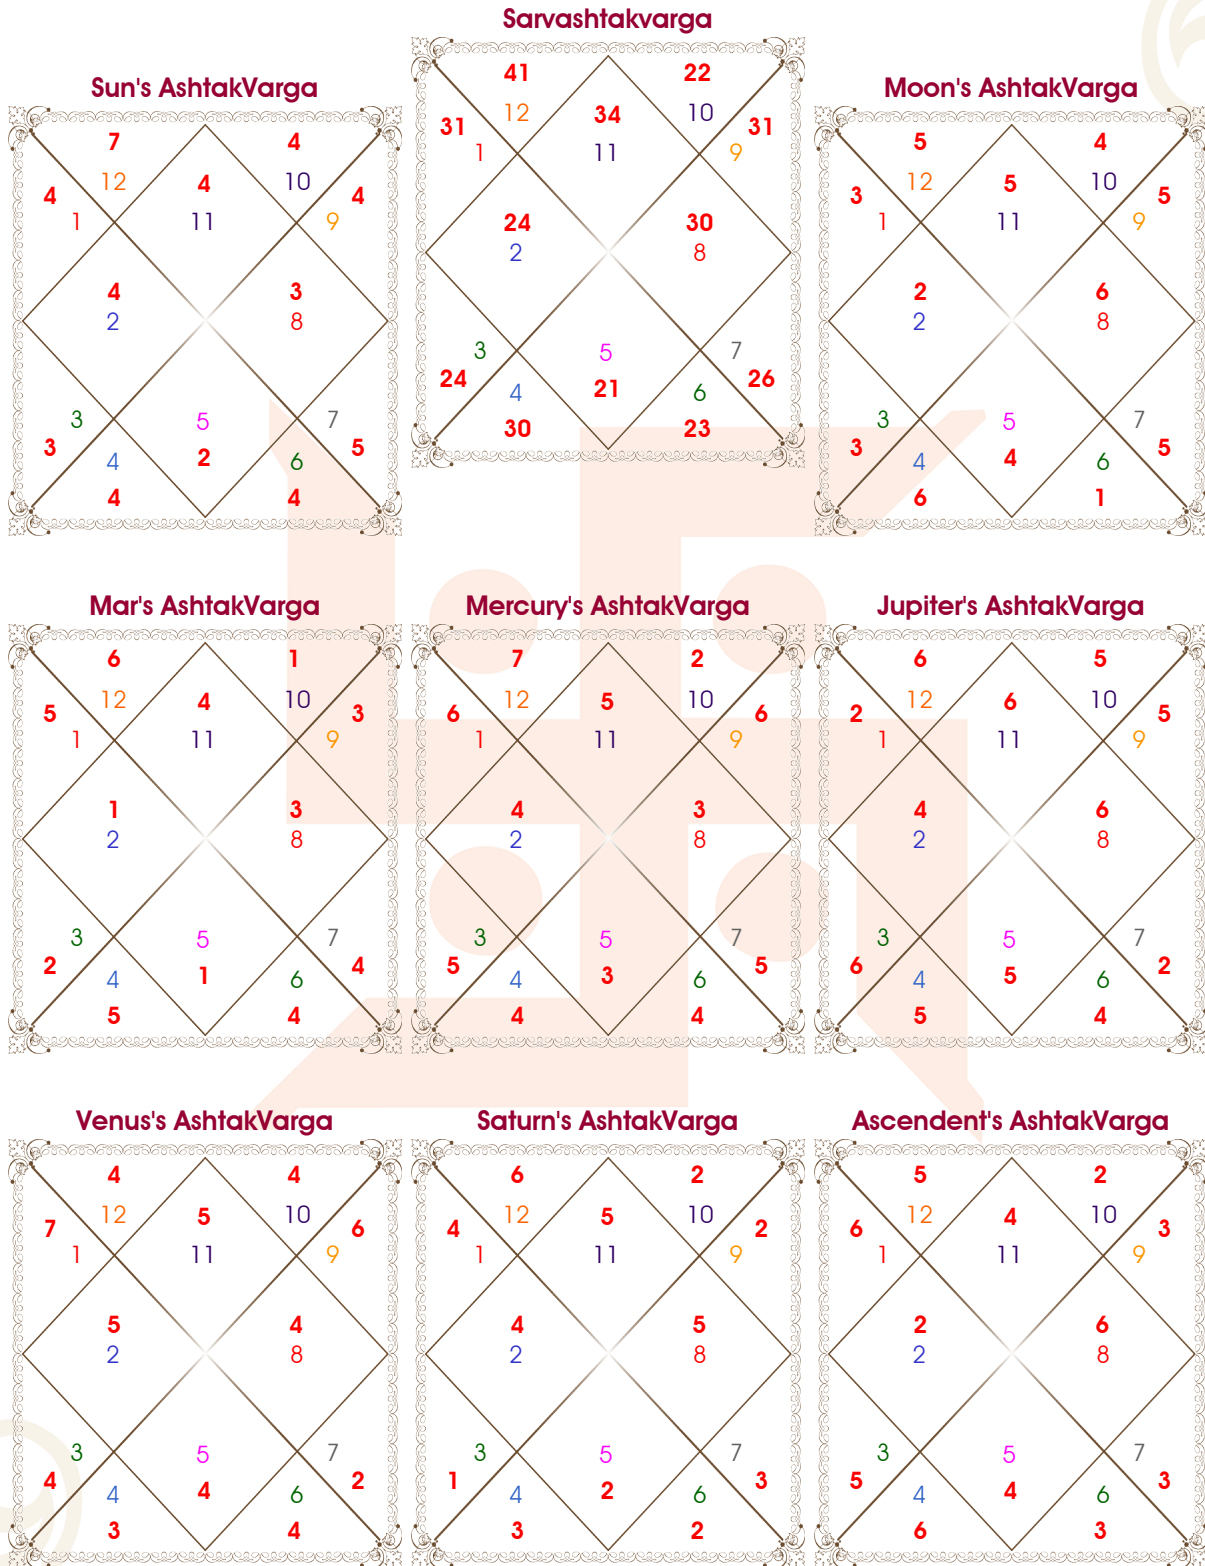 Sarvashtakvarga
41 22
12 34 10
31 31
1 11 9
24 30
2 8
3 5 7
24 21 26
4 6
30 23
Sun's AshtakVarga
7 4
12 4 10
4 4
1 11 9
4 3
2 8
3 5 7
3 2 5
4 6
4 4
Moon's AshtakVarga
5 4
12 5 10
3 5
1 11 9
2 6
2 8
3 5 7
3 4 5
4 6
6 1
Mar's AshtakVarga
6 1
12 4 10
5 3
1 11 9
1 3
2 8
3 5 7
2 1 4
4 6
5 4
Mercury's AshtakVarga
7 2
12 5 10
6 6
1 11 9
4 3
2 8
3 5 7
5 3 5
4 6
4 4
Jupiter's AshtakVarga
6 5
12 6 10
2 5
1 11 9
4 6
2 8
3 5 7
6 5 2
4 6
5 4
Venus's AshtakVarga
4 4
12 5 10
7 6
1 11 9
5 4
2 8
3 5 7
4 4 2
4 6
3 4
Saturn's AshtakVarga
6 2
12 5 10
4 2
1 11 9
4 5
2 8
3 5 7
1 2 3
4 6
3 2
Ascendent's AshtakVarga
5 2
12 4 10
6 3
1 11 9
2 6
2 8
3 5 7
5 4 3
4 6
6 3